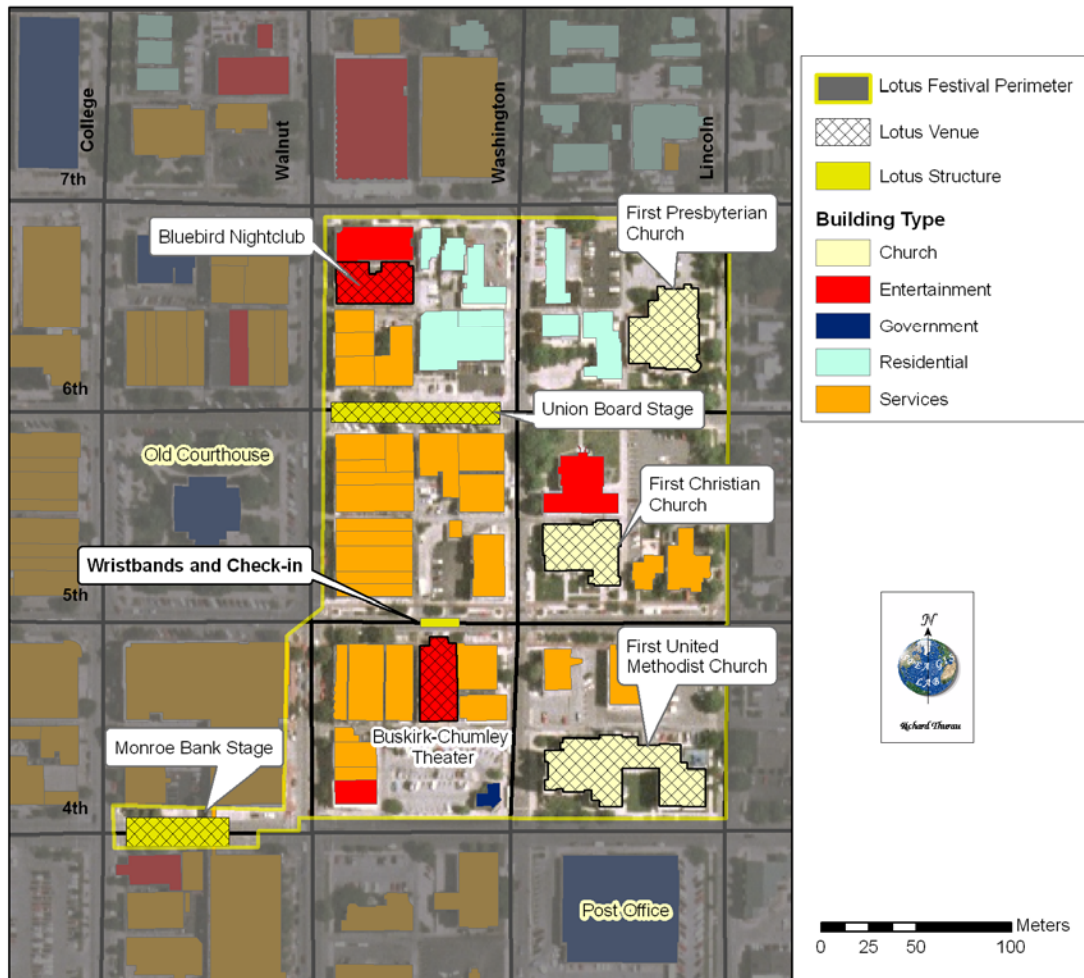 College
Walnut
Washington
Lincoln
7th
6th
5th
4th
Bluebird Nightclub
First Presbyterian
Church
Union Board Stage
Old Courthouse
First Christian
Church
Wristbands and Check-in
First United
Methodist Church
Monroe Bank Stage
Buskirk-Chumley
Theater
Post Office
Lotus Festival Perimeter
Lotus Venue
Lotus Structure
Building Type
Church
Entertainment
Government
Residential
Services
N
Richard Thurau
Meters
0 25 50 100